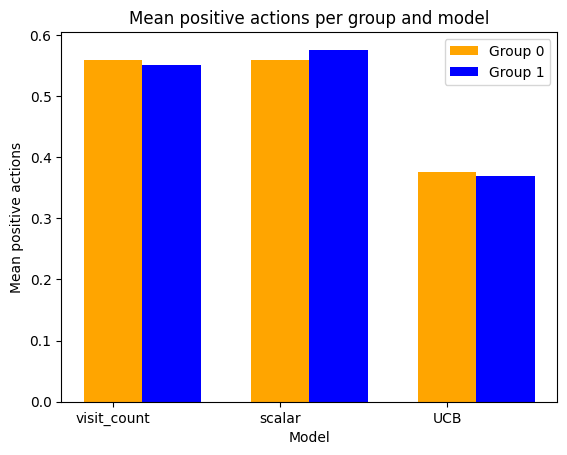 Mean positive actions per group and model
Group 0
Group 1
Mean positive actions
0.6
0.5
0.4
0.3
0.2
0.1
0.0
visit_count scalar UCB
Model